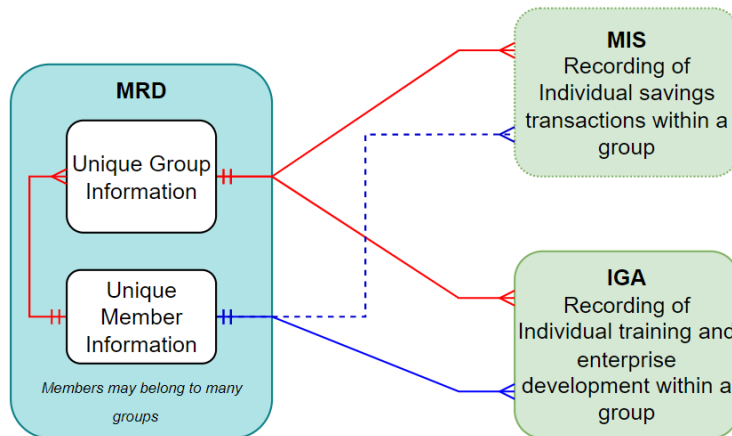 MRD
Unique Group
Information
Unique
Member
Information
Members may belong to many
groups
MIS
Recording of
Individual savings
transactions within a
group
IGA
Recording of
Individual training and
enterprise
development within a
group